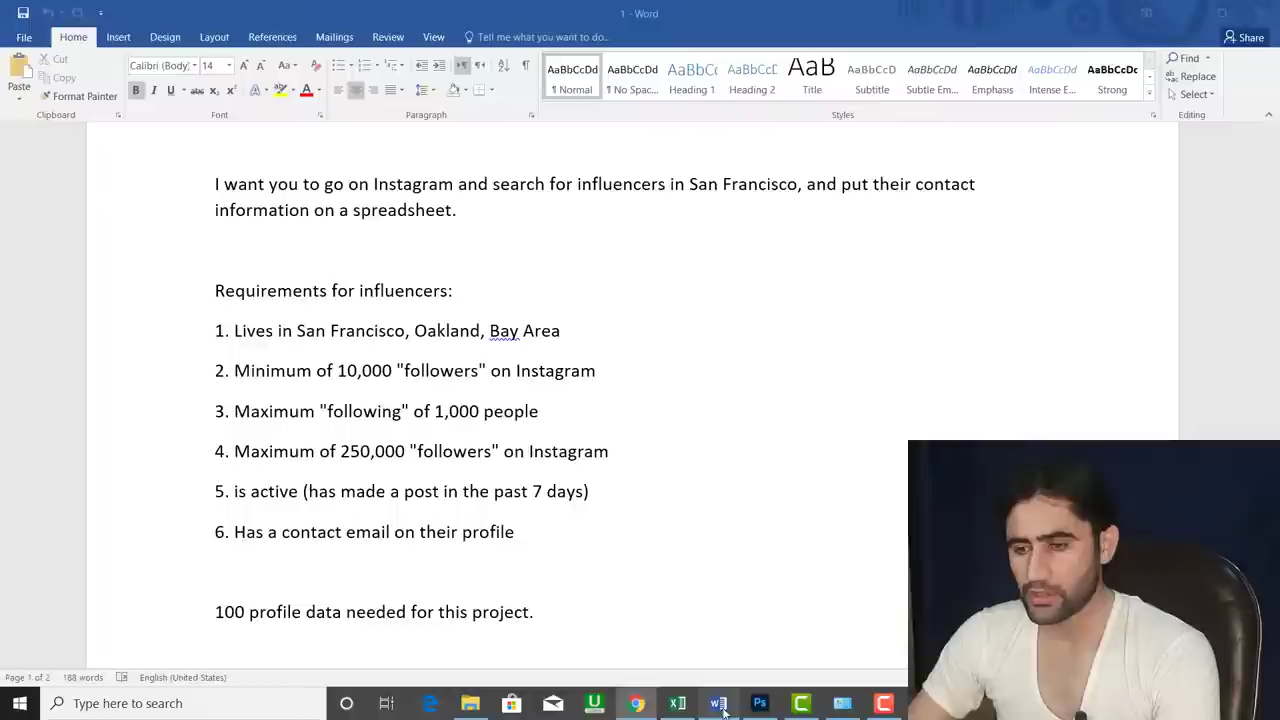 1 - Word
File Home Insert Design Layout References Mailings Review View Tell me what you want to do... Share
Paste
Cut
Copy
Format Painter
Calibri (Body) 14 Aa
B I U abc x₂ x² A A
AaBbCcDd AaBbCcDd AaBbCc AaBbCcD AaB AaBbCcD AaBbCcDd AaBbCcDd AaBbCcDd AaBbCcDc
¶ Normal ¶ No Spac... Heading 1 Heading 2 Title Subtitle Subtle Em... Emphasis Intense E... Strong
Find
Replace
Select
Clipboard Font Paragraph Styles Editing
I want you to go on Instagram and search for influencers in San Francisco, and put their contact
information on a spreadsheet.
Requirements for influencers:
1. Lives in San Francisco, Oakland, Bay Area
2. Minimum of 10,000 "followers" on Instagram
3. Maximum "following" of 1,000 people
4. Maximum of 250,000 "followers" on Instagram
5. is active (has made a post in the past 7 days)
6. Has a contact email on their profile
100 profile data needed for this project.
Page 1 of 2 188 words English (United States)
Type here to search